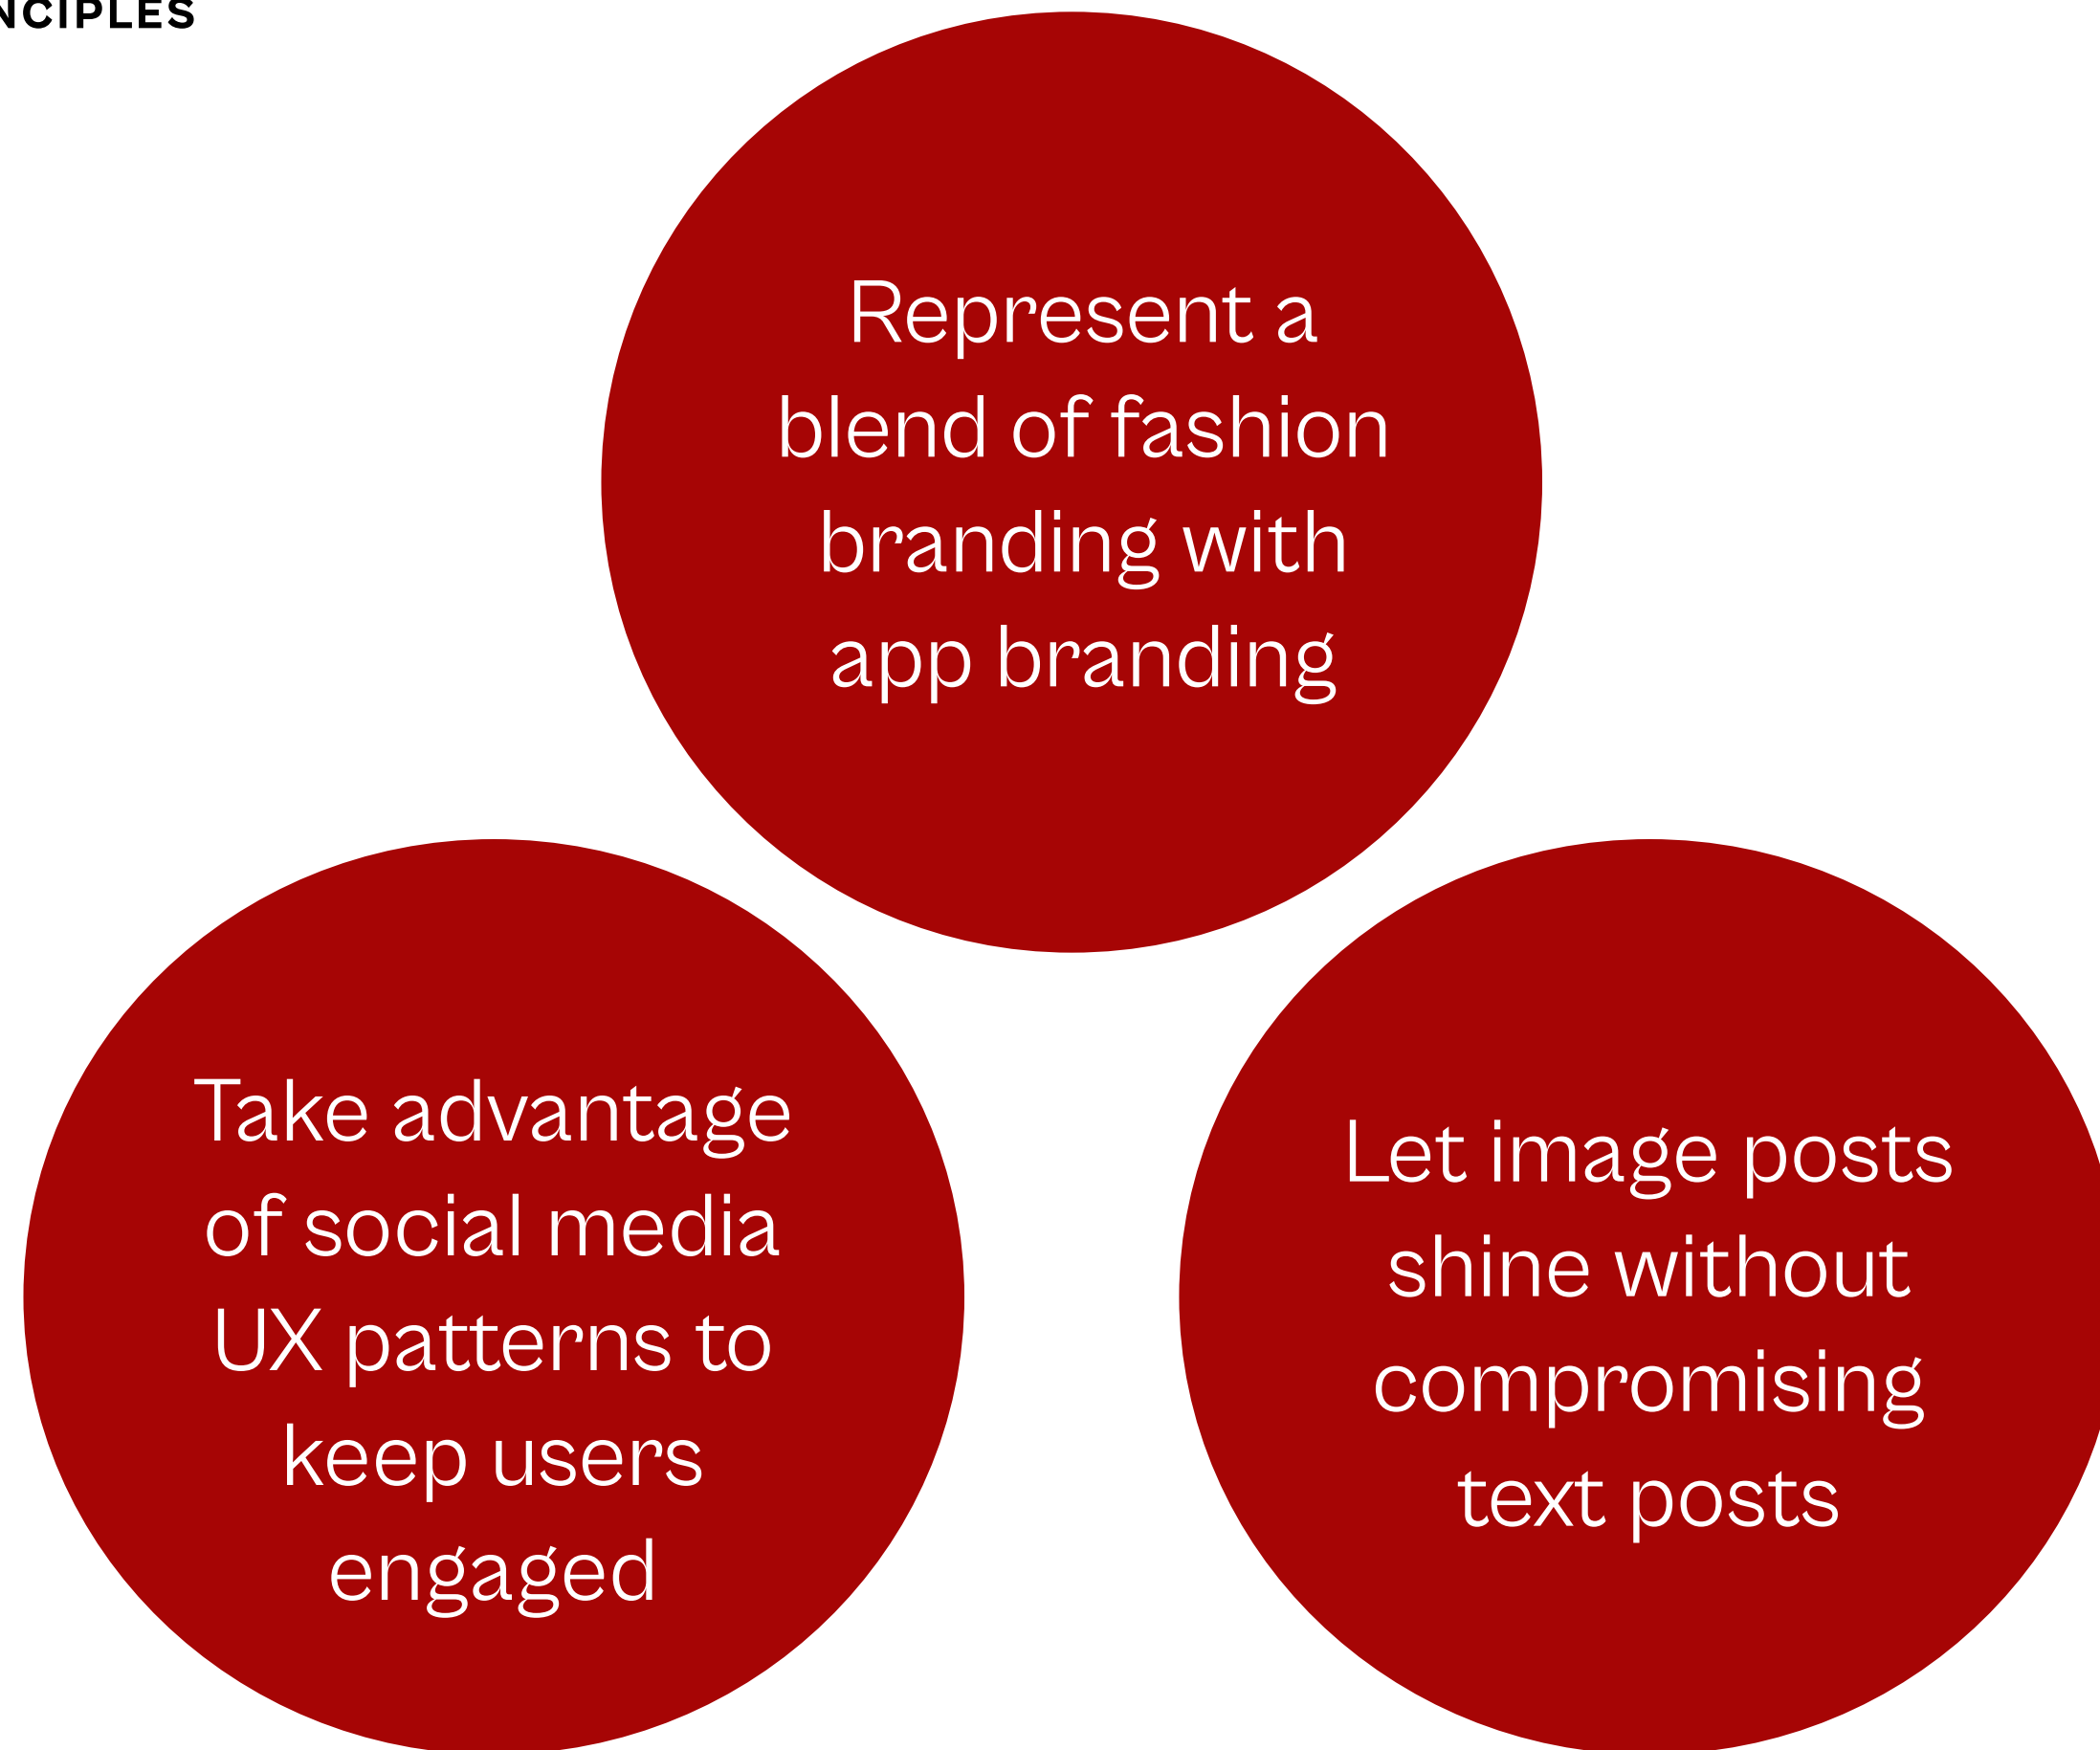 NCIPLES
Represent a
blend of fashion
branding with
app branding
Take advantage
of social media
UX patterns to
keep users
engaged
Let image posts
shine without
compromising
text posts